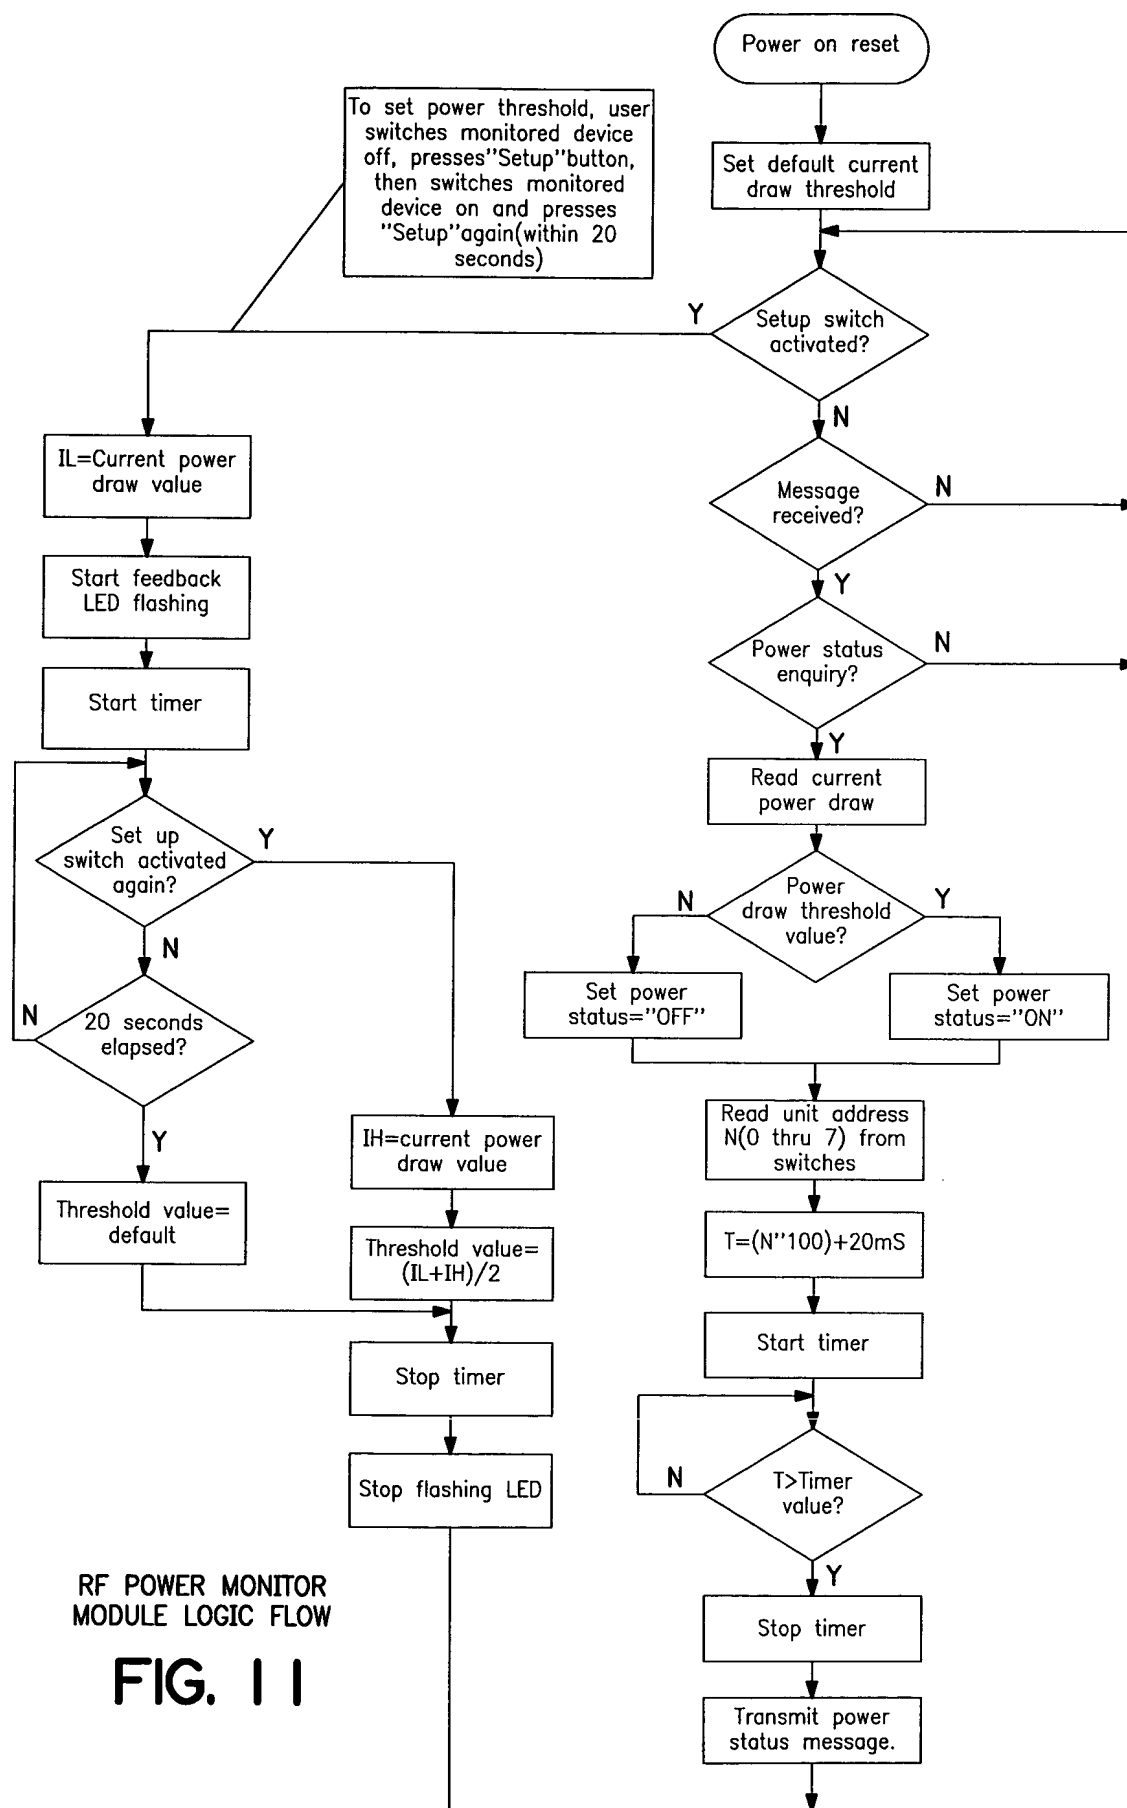 Power on reset
To set power threshold, user
switches monitored device
off, presses"Setup"button,
then switches monitored
device on and presses
"Setup"again(within 20
seconds)
Set default current
draw threshold
Y
Setup switch
activated?
N
IL=Current power
draw value
Message
received?
N
Y
Start feedback
LED flashing
Power status
enquiry?
N
Y
Start timer
Read current
power draw
Set up
switch activated
again?
Y
N
Power
draw threshold
value?
N
Y
20 seconds
elapsed?
N
Y
Set power
status="OFF"
Set power
status="ON"
Read unit address
N(0 thru 7) from
switches
IH=current power
draw value
Threshold value=
default
Threshold value=
(IL+IH)/2
T=(N"100)+20mS
Start timer
Stop timer
Stop flashing LED
T>Timer
value?
N
Y
Stop timer
Transmit power
status message.
RF POWER MONITOR
MODULE LOGIC FLOW
FIG. 11